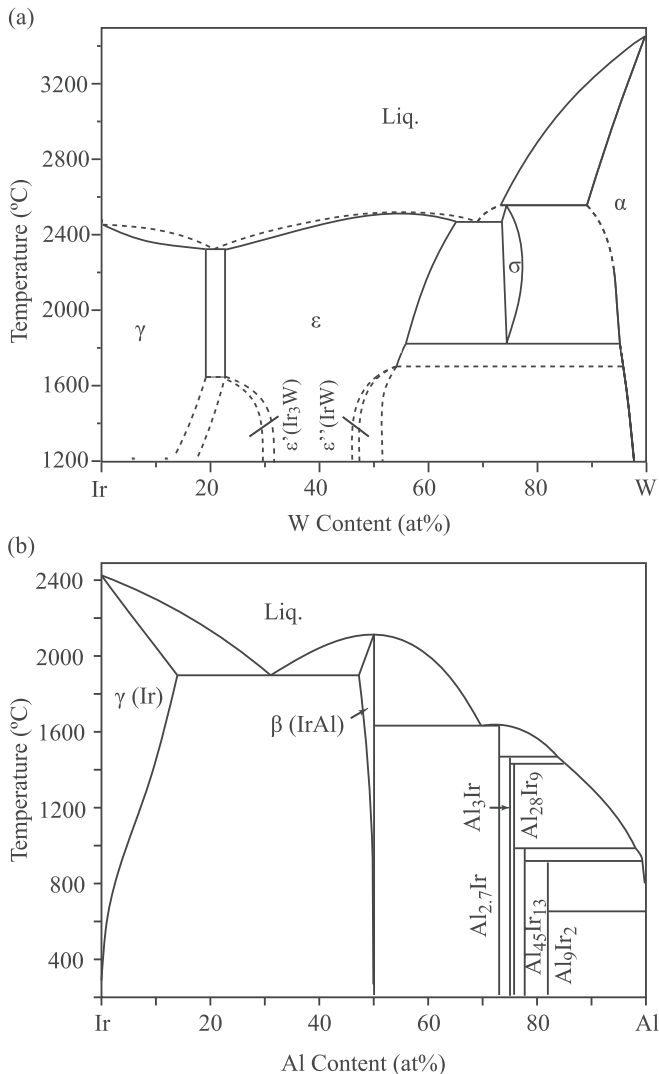 (a)
3200
2800
2400
2000
1600
1200
Temperature (ºC)
Liq.
α
σ
γ
ε
ε’(Ir₃W)
ε’’(IrW)
Ir
20
40
60
80
W
W Content (at%)
(b)
2400
2000
1600
1200
800
400
Temperature (ºC)
Liq.
γ (Ir)
β (IrAl)
Al₃Ir
Al₂₈Ir₉
Al₂.₇Ir
Al₄₅Ir₁₃
Al₉Ir₂
Ir
20
40
60
80
Al
Al Content (at%)